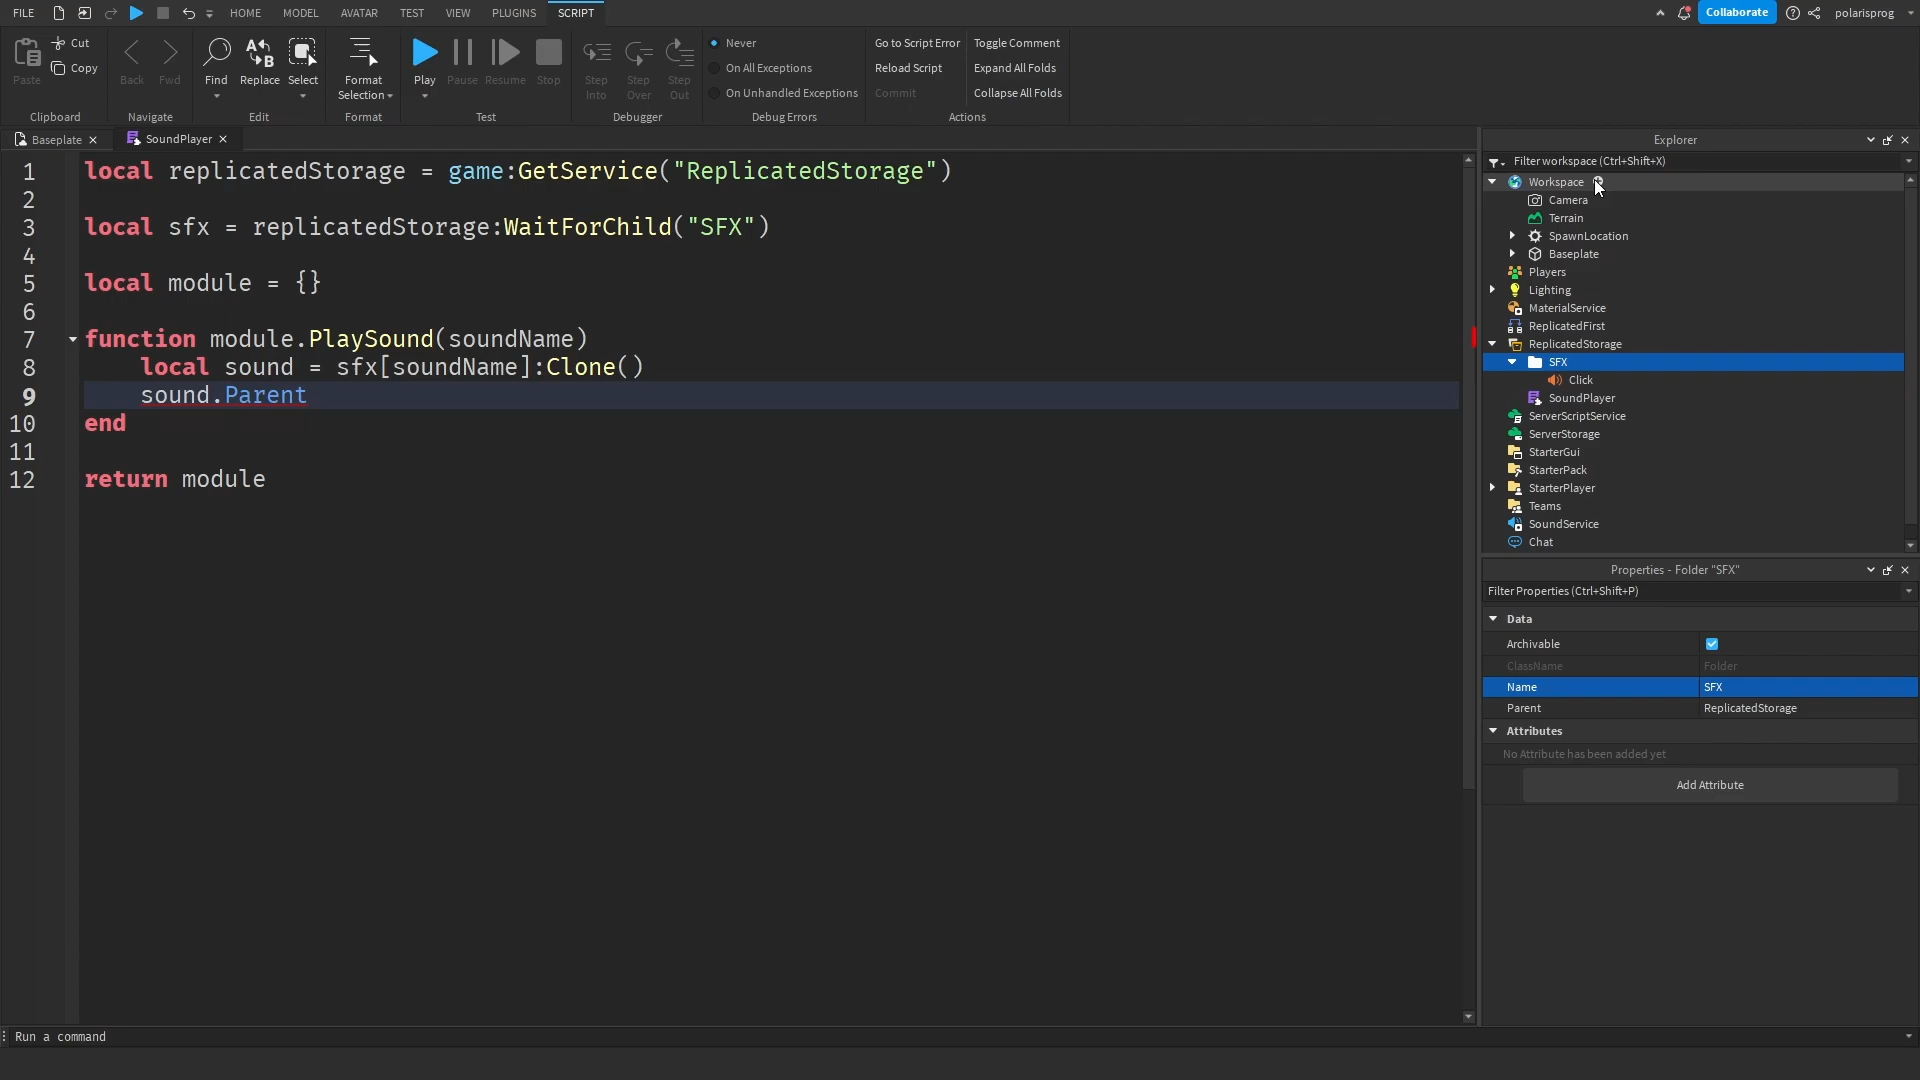 FILE HOME MODEL AVATAR TEST VIEW PLUGINS SCRIPT Collaborate polarisprog
Paste Cut Copy Back Fwd Find Replace Select Format Selection Play Pause Resume Stop Step Into Step Over Step Out
Never Go to Script Error Toggle Comment
On All Exceptions Reload Script Expand All Folds
On Unhandled Exceptions Commit Collapse All Folds
Clipboard Navigate Edit Format Test Debugger Debug Errors Actions
Baseplate SoundPlayer
1 local replicatedStorage = game:GetService("ReplicatedStorage")
2
3 local sfx = replicatedStorage:WaitForChild("SFX")
4
5 local module = {}
6
7 function module.PlaySound(soundName)
8 local sound = sfx[soundName]:Clone()
9 sound.Parent
10 end
11
12 return module
Explorer
Filter workspace (Ctrl+Shift+X)
Workspace
Camera
Terrain
SpawnLocation
Baseplate
Players
Lighting
MaterialService
ReplicatedFirst
ReplicatedStorage
SFX
Click
SoundPlayer
ServerScriptService
ServerStorage
StarterGui
StarterPack
StarterPlayer
Teams
SoundService
Chat
Properties - Folder "SFX"
Filter Properties (Ctrl+Shift+P)
Data
Archivable
ClassName Folder
Name SFX
Parent ReplicatedStorage
Attributes
No Attribute has been added yet
Add Attribute
Run a command